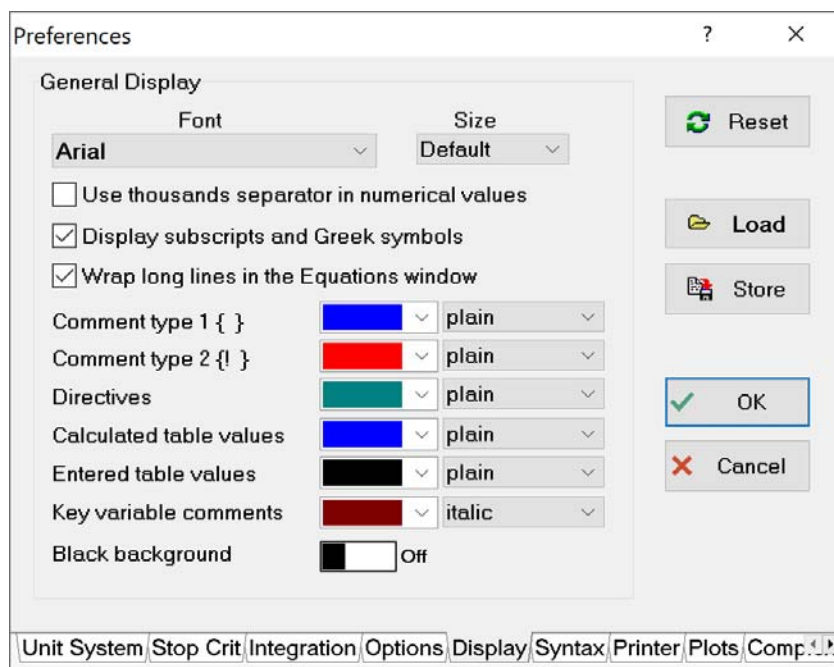 Preferences
?
General Display
Font Size
Arial Default
Reset
Use thousands separator in numerical values
Display subscripts and Greek symbols
Load
Wrap long lines in the Equations window
Store
Comment type 1 { } plain
Comment type 2 {! } plain
Directives plain
OK
Calculated table values plain
Entered table values plain
Cancel
Key variable comments italic
Black background Off
Unit System Stop Crit Integration Options Display Syntax Printer Plots